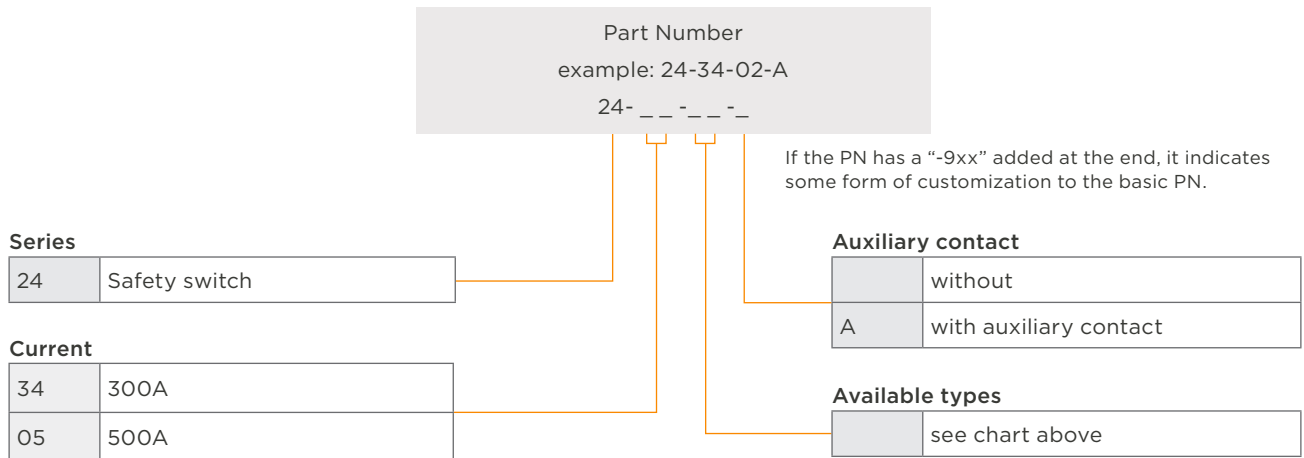 Part Number
example: 24-34-02-A
24- _ _ -_ _ -_
If the PN has a “-9xx” added at the end, it indicates
some form of customization to the basic PN.
Series
24 Safety switch
Current
34 300A
05 500A
Auxiliary contact
without
A with auxiliary contact
Available types
see chart above